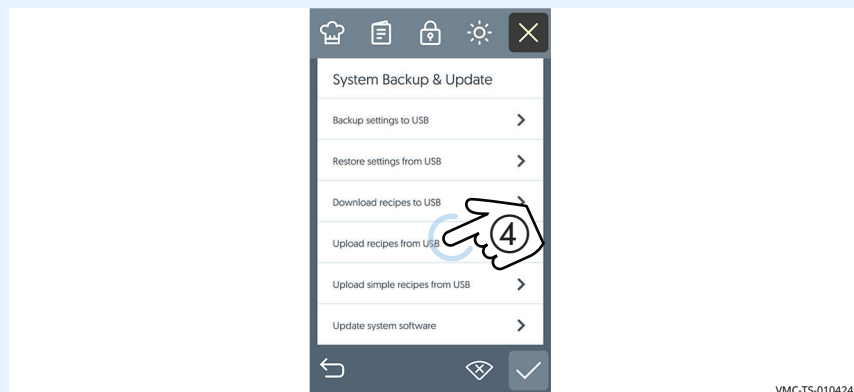 System Backup & Update
Backup settings to USB
Restore settings from USB
Download recipes to USB
Upload recipes from USB
④
Upload simple recipes from USB
Update system software
VMC-TS-010424